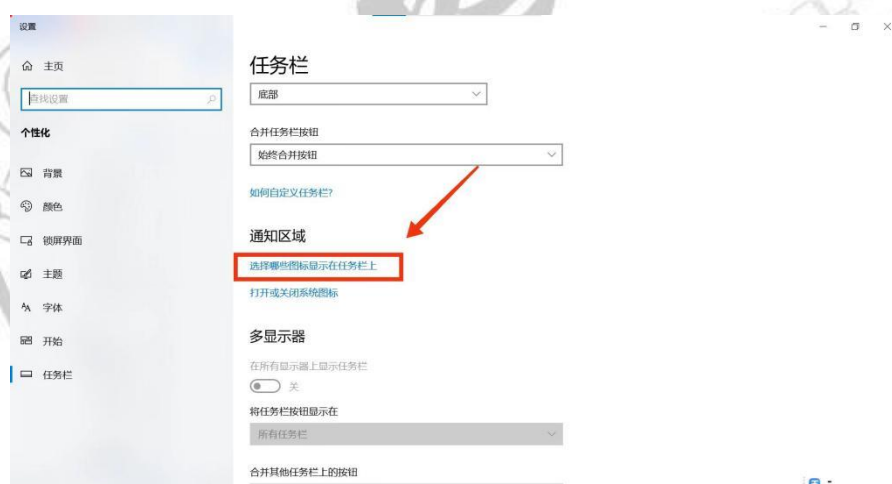 设置
主页
查找设置
个性化
背景
颜色
锁屏界面
主题
字体
开始
任务栏
任务栏
底部
合并任务栏按钮
始终合并按钮
如何自定义任务栏?
通知区域
选择哪些图标显示在任务栏上
打开或关闭系统图标
多显示器
在所有显示器上显示任务栏
关
将任务栏按钮显示在
所有任务栏
合并其他任务栏上的按钮